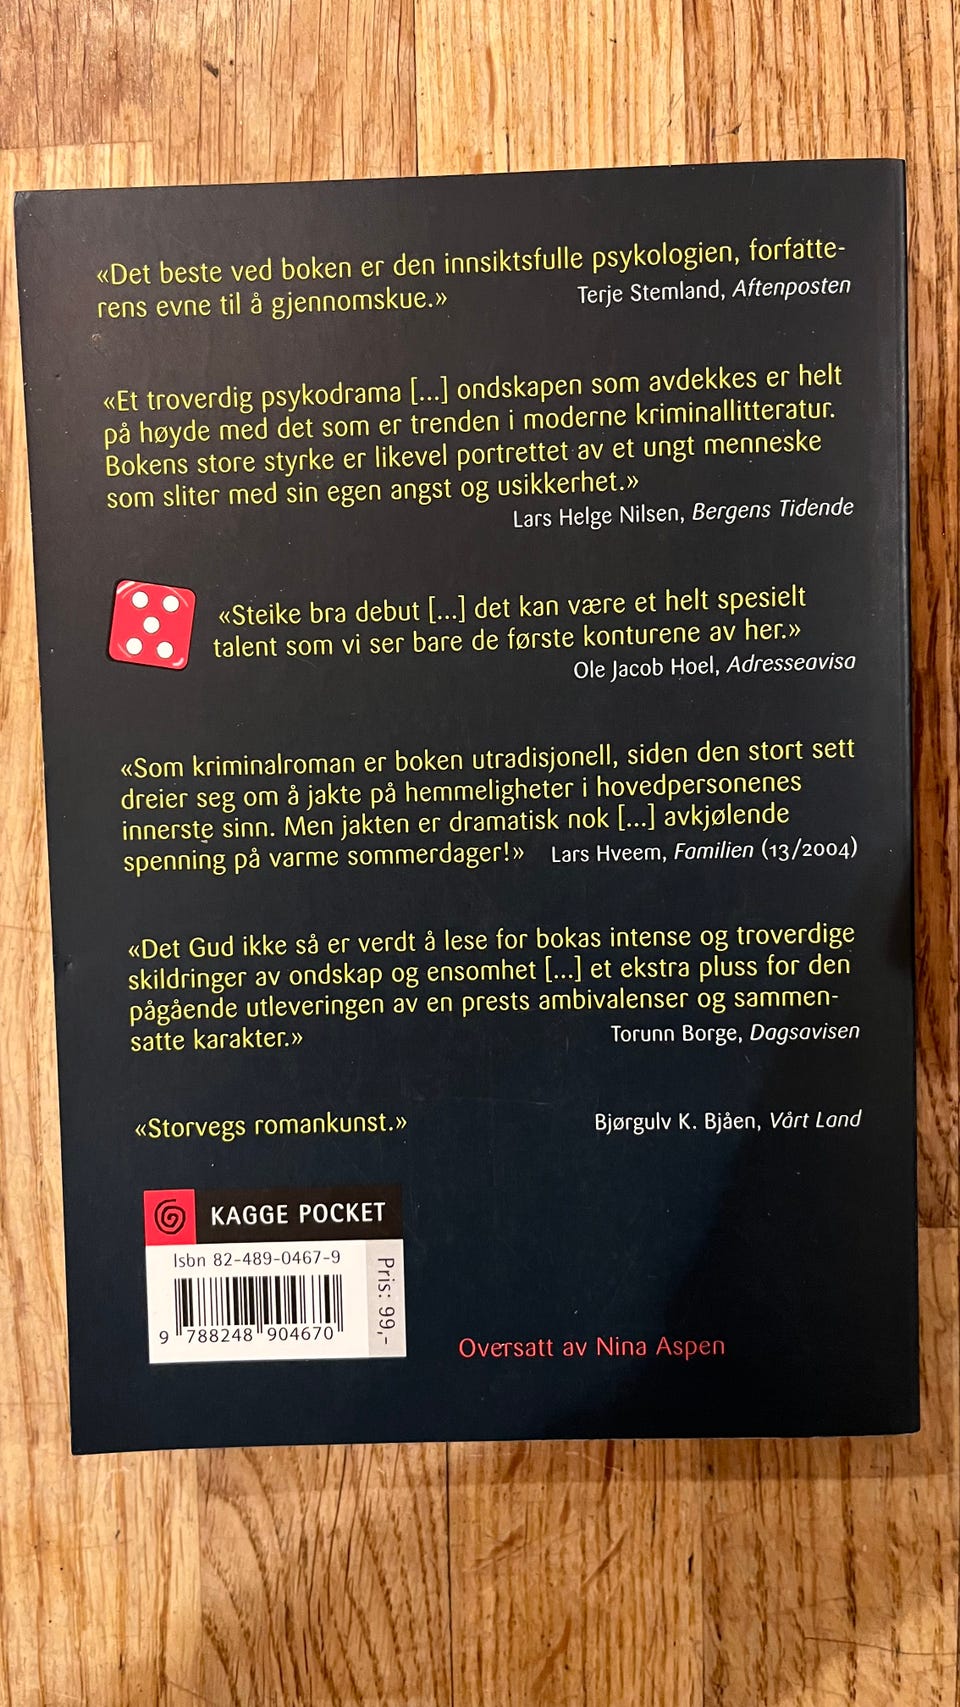 «Det beste ved boken er den innsiktsfulle psykologien, forfatte-
rens evne til å gjennomskue.» Terje Stemland, Aftenposten
«Et troverdig psykodrama [...] ondskapen som avdekkes er helt
på høyde med det som er trenden i moderne kriminallitteratur.
Bokens store styrke er likevel portrettet av et ungt menneske
som sliter med sin egen angst og usikkerhet.»
Lars Helge Nilsen, Bergens Tidende
«Steike bra debut [...] det kan være et helt spesielt
talent som vi ser bare de første konturene av her.»
Ole Jacob Hoel, Adresseavisa
«Som kriminalroman er boken utradisjonell, siden den stort sett
dreier seg om å jakte på hemmeligheter i hovedpersonenes
innerste sinn. Men jakten er dramatisk nok [...] avkjølende
spenning på varme sommerdager!» Lars Hveem, Familien (13/2004)
«Det Gud ikke så er verdt å lese for bokas intense og troverdige
skildringer av ondskap og ensomhet [...] et ekstra pluss for den
pågående utleveringen av en prests ambivalenser og sammen-
satte karakter.» Torunn Borge, Dagsavisen
«Storvegs romankunst.» Bjørgulv K. Bjåen, Vårt Land
KAGGE POCKET
Isbn 82-489-0467-9
Pris: 99,-
9 788248 904670
Oversatt av Nina Aspen